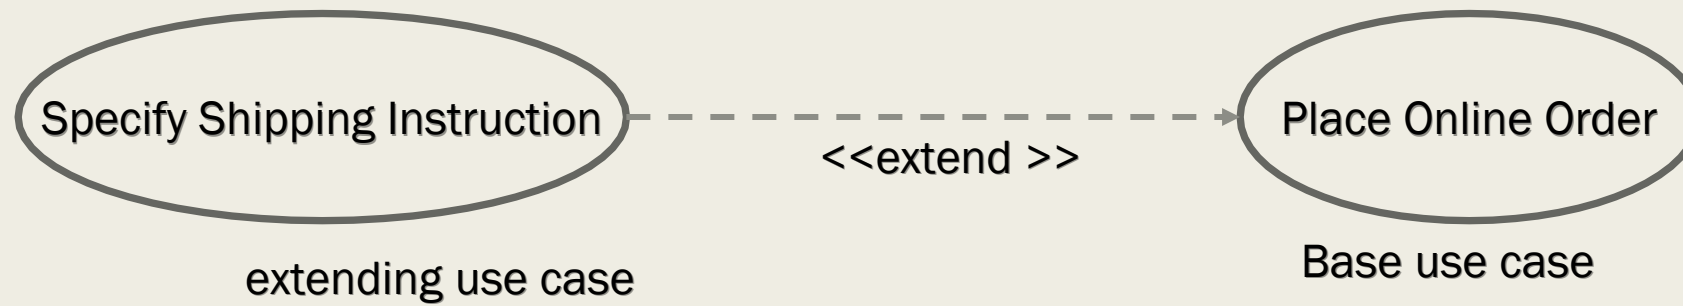 Specify Shipping Instruction
Place Online Order
<<extend >>
extending use case
Base use case